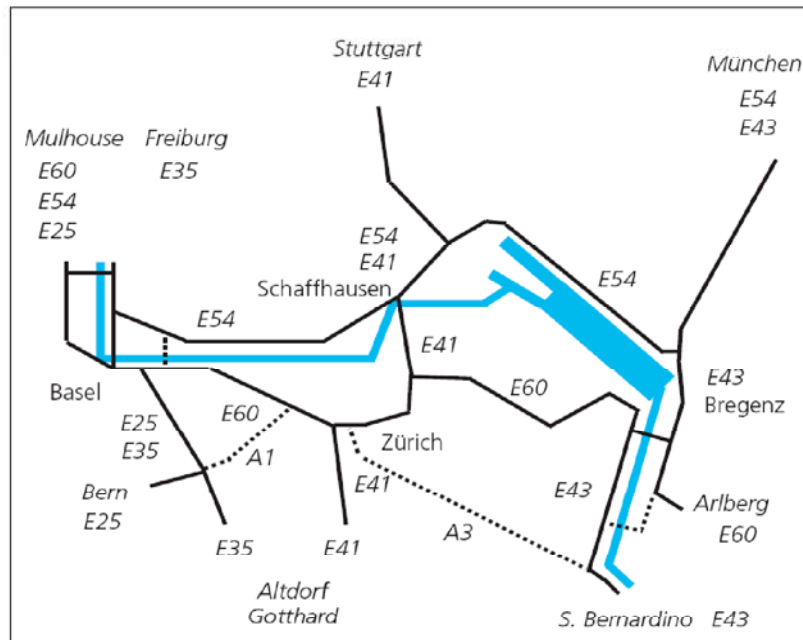 Stuttgart
E41
München
E54
E43
Mulhouse Freiburg
E60 E35
E54
E25
E54
E41
Schaffhausen
E54
E54
E41
E60
E43
Bregenz
Basel
E60
E25
E35
A1
Zürich
E41
E43
Bern
E25
A3
Arlberg
E60
E35
E41
Altdorf
Gotthard
S. Bernardino E43